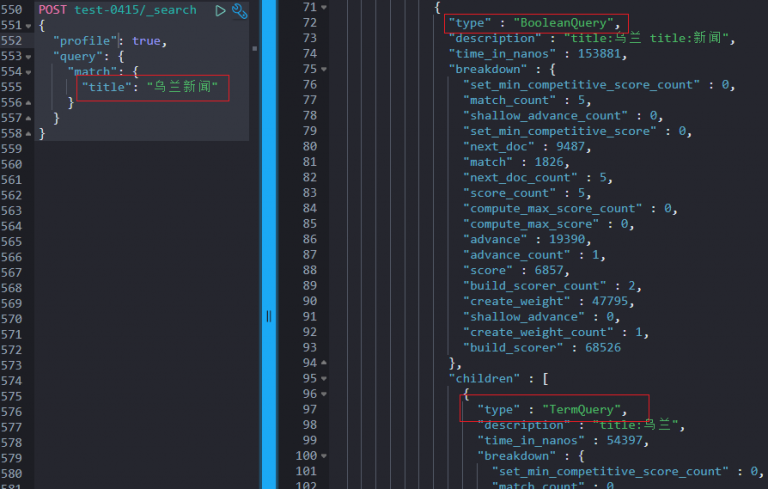 550 POST test-0415/_search
551 {
552 "profile": true,
553 "query": {
554 "match": {
555 "title": "乌兰新闻"
556 }
557 }
558 }
559
560
561
562
563
564
565
566
567
568
569
570
571
572
573
574
575
576
577
578
579
580
581
71 {
72 "type" : "BooleanQuery",
73 "description" : "title:乌兰 title:新闻",
74 "time_in_nanos" : 153881,
75 "breakdown" : {
76 "set_min_competitive_score_count" : 0,
77 "match_count" : 5,
78 "shallow_advance_count" : 0,
79 "set_min_competitive_score" : 0,
80 "next_doc" : 9487,
81 "match" : 1826,
82 "next_doc_count" : 5,
83 "score_count" : 5,
84 "compute_max_score_count" : 0,
85 "compute_max_score" : 0,
86 "advance" : 19390,
87 "advance_count" : 1,
88 "score" : 6857,
89 "build_scorer_count" : 2,
90 "create_weight" : 47795,
91 "shallow_advance" : 0,
92 "create_weight_count" : 1,
93 "build_scorer" : 68526
94 },
95 "children" : [
96 {
97 "type" : "TermQuery",
98 "description" : "title:乌兰",
99 "time_in_nanos" : 54397,
100 "breakdown" : {
101 "set_min_competitive_score_count" : 0,
102 "match_count" : 0